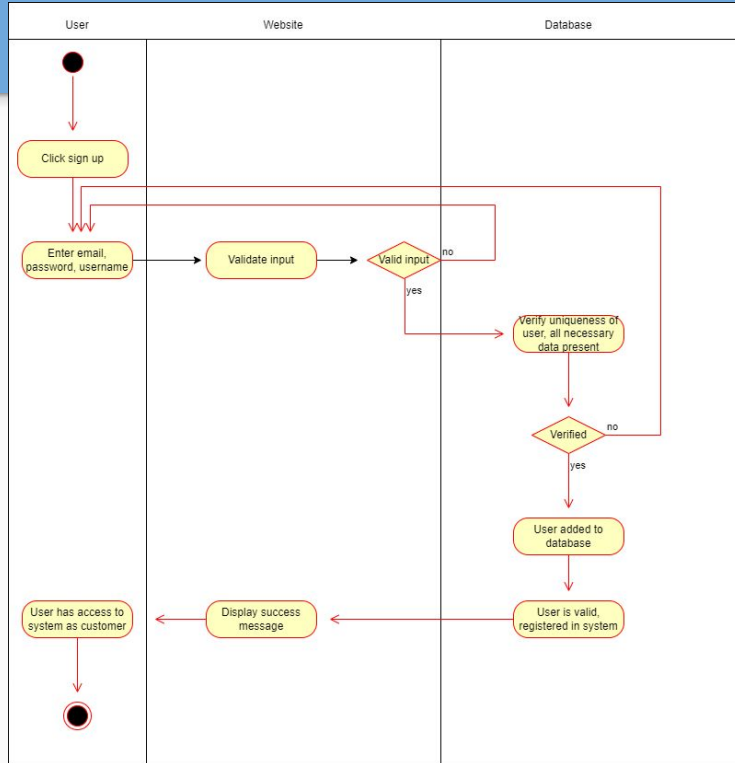 User
Website
Database
Click sign up
Enter email,
password, username
Validate input
Valid input
no
yes
Verify uniqueness of
user, all necessary
data present
Verified
no
yes
User added to
database
User has access to
system as customer
Display success
message
User is valid,
registered in system